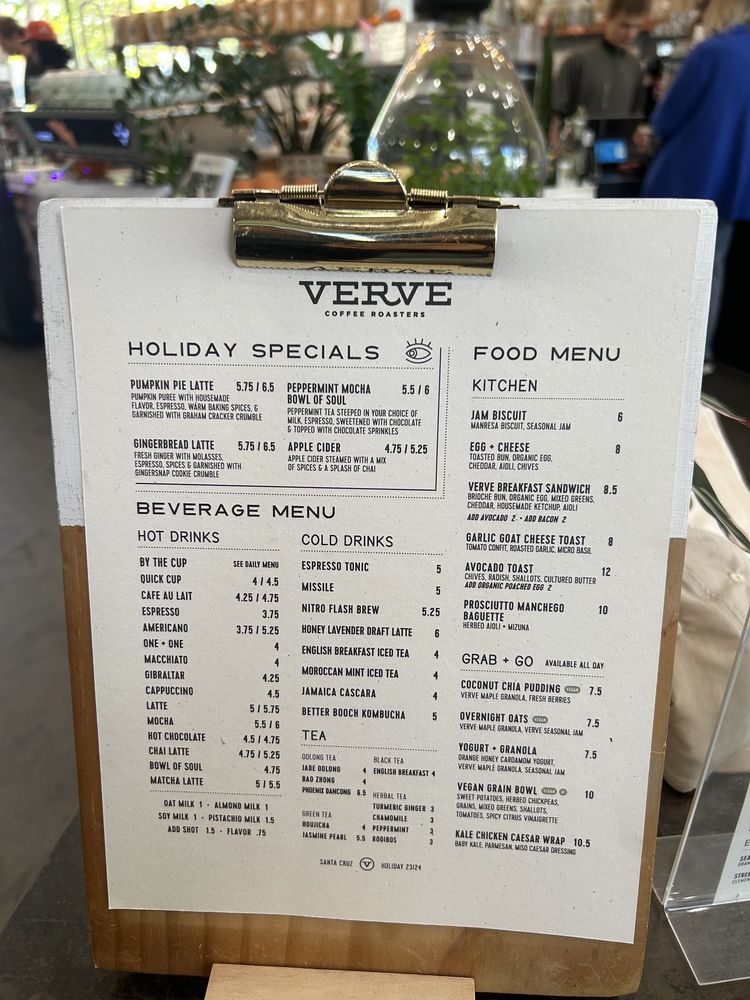 VERVE
COFFEE ROASTERS
HOLIDAY SPECIALS
PUMPKIN PIE LATTE 5.75 / 6.5
PUMPKIN PUREE WITH HOUSEMADE
FLAVOR, ESPRESSO, WARM BAKING SPICES, &
GARNISHED WITH GRAHAM CRACKER CRUMBLE
GINGERBREAD LATTE 5.75 / 6.5
FRESH GINGER WITH MOLASSES,
ESPRESSO, SPICES & GARNISHED WITH
GINGERSNAP COOKIE CRUMBLE
PEPPERMINT MOCHA 5.5 / 6
BOWL OF SOUL
PEPPERMINT TEA STEEPED IN YOUR CHOICE OF
MILK, ESPRESSO, SWEETENED WITH CHOCOLATE
& TOPPED WITH CHOCOLATE SPRINKLES
APPLE CIDER 4.75 / 5.25
APPLE CIDER STEAMED WITH A MIX
OF SPICES & A SPLASH OF CHAI
BEVERAGE MENU
HOT DRINKS
BY THE CUP SEE DAILY MENU
QUICK CUP 4 / 4.5
CAFE AU LAIT 4.25 / 4.75
ESPRESSO 3.75
AMERICANO 3.75 / 5.25
ONE + ONE 4
MACCHIATO 4
GIBRALTAR 4.25
CAPPUCCINO 4.5
LATTE 5 / 5.75
MOCHA 5.5 / 6
HOT CHOCOLATE 4.5 / 4.75
CHAI LATTE 4.75 / 5.25
BOWL OF SOUL 4.75
MATCHA LATTE 5 / 5.5
OAT MILK 1 · ALMOND MILK 1
SOY MILK 1 · PISTACHIO MILK 1.5
ADD SHOT 1.5 · FLAVOR .75
COLD DRINKS
ESPRESSO TONIC 5
MISSILE 5
NITRO FLASH BREW 5.25
HONEY LAVENDER DRAFT LATTE 6
ENGLISH BREAKFAST ICED TEA 4
MOROCCAN MINT ICED TEA 4
JAMAICA CASCARA 4
BETTER BOOCH KOMBUCHA 5
TEA
OOLONG TEA
JADE OOLONG 4
BAO ZHONG 4
PHOENIX DANCONG 6.5
GREEN TEA
HOUJICHA 4
JASMINE PEARL 5.5
BLACK TEA
ENGLISH BREAKFAST 4
HERBAL TEA
TURMERIC GINGER 3
CHAMOMILE 3
PEPPERMINT 3
ROOIBOS 3
FOOD MENU
KITCHEN
JAM BISCUIT 6
MANRESA BISCUIT, SEASONAL JAM
EGG + CHEESE 8
TOASTED BUN, ORGANIC EGG,
CHEDDAR, AIOLI, CHIVES
VERVE BREAKFAST SANDWICH 8.5
BRIOCHE BUN, ORGANIC EGG, MIXED GREENS,
CHEDDAR, HOUSEMADE KETCHUP, AIOLI
ADD AVOCADO 2 · ADD BACON 2
GARLIC GOAT CHEESE TOAST 8
TOMATO CONFIT, ROASTED GARLIC, MICRO BASIL
AVOCADO TOAST 12
CHIVES, RADISH, SHALLOTS, CULTURED BUTTER
ADD ORGANIC POACHED EGG 2
PROSCIUTTO MANCHEGO 10
BAGUETTE
HERBED AIOLI + MIZUNA
GRAB + GO AVAILABLE ALL DAY
COCONUT CHIA PUDDING VEGAN 7.5
VERVE MAPLE GRANOLA, FRESH BERRIES
OVERNIGHT OATS VEGAN 7.5
VERVE MAPLE GRANOLA, VERVE SEASONAL JAM
YOGURT + GRANOLA 7.5
ORANGE HONEY CARDAMOM YOGURT,
VERVE MAPLE GRANOLA, SEASONAL JAM
VEGAN GRAIN BOWL VEGAN 10
SWEET POTATOES, HERBED CHICKPEAS,
GRAINS, MIXED GREENS, SHALLOTS,
TOMATOES, SPICY CITRUS VINAIGRETTE
KALE CHICKEN CAESAR WRAP 10.5
BABY KALE, PARMESAN, MISO CAESAR DRESSING
SANTA CRUZ V HOLIDAY 23/24